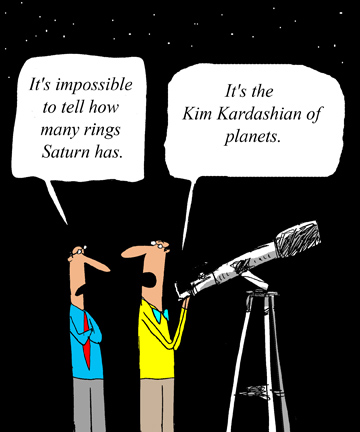 It's impossible
to tell how
many rings
Saturn has.
It's the
Kim Kardashian of
planets.